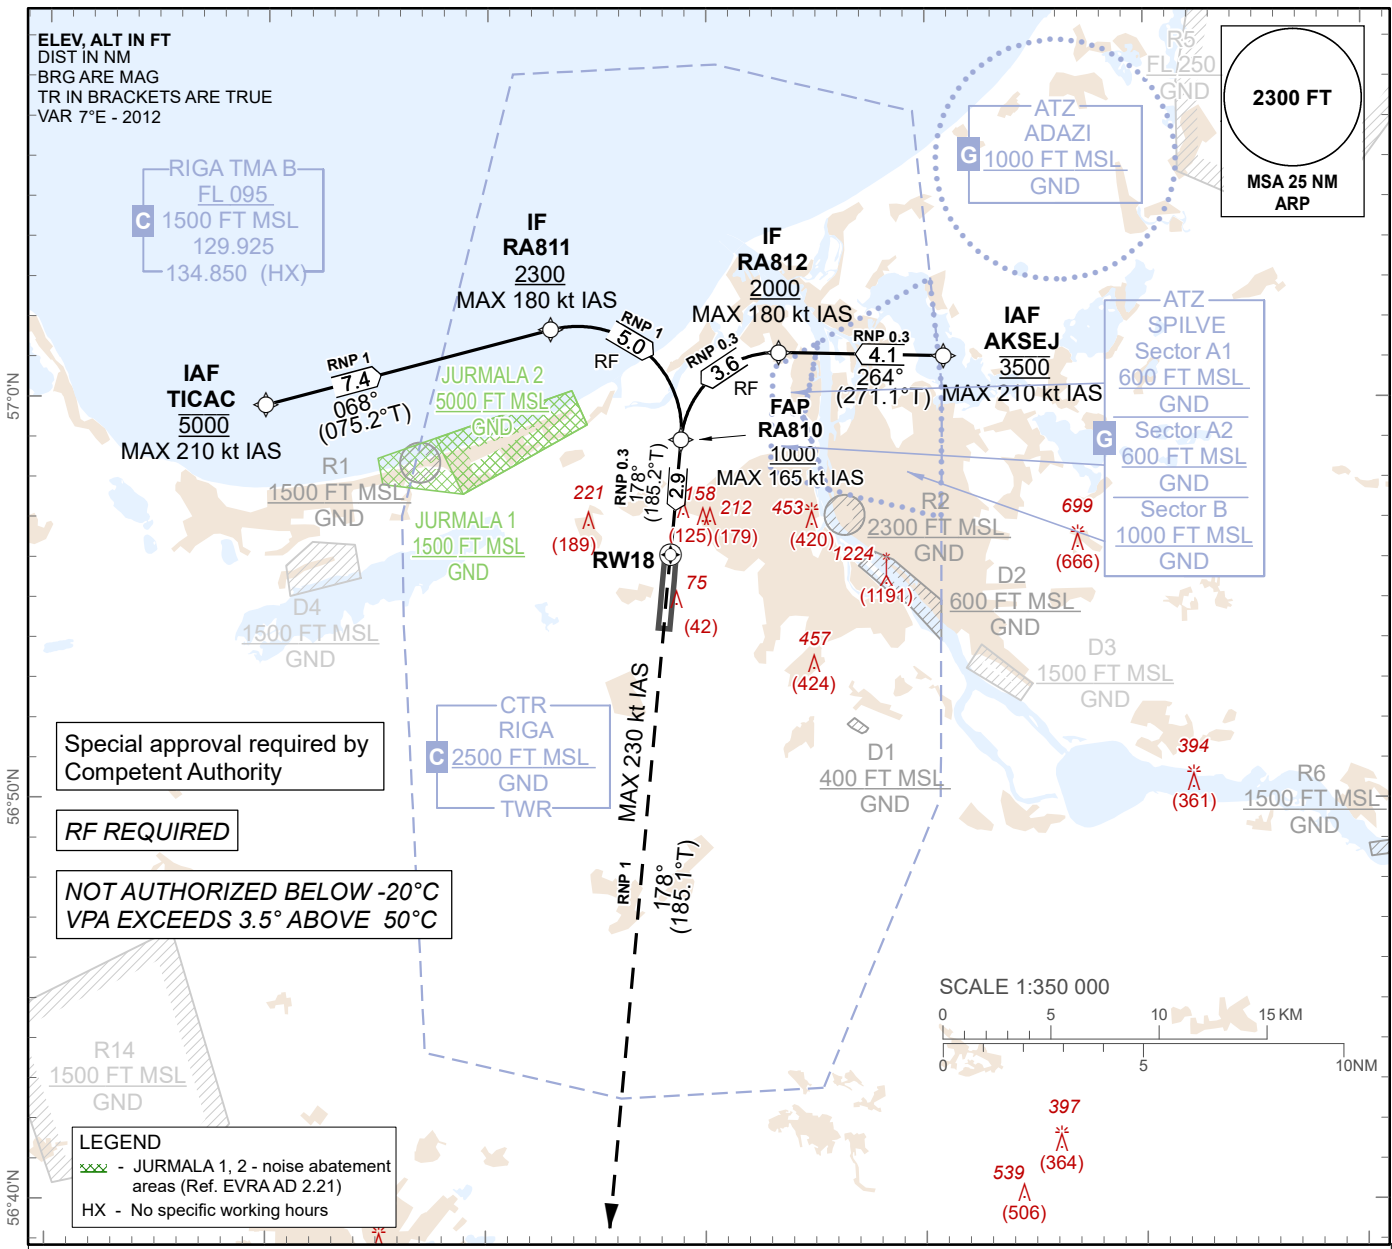 ELEV, ALT IN FT
DIST IN NM
BRG ARE MAG
TR IN BRACKETS ARE TRUE
VAR 7°E - 2012
RIGA TMA B
FL 095
C
1500 FT MSL
129.925
134.850 (HX)
R5
FL 250
GND
2300 FT
MSA 25 NM
ARP
ATZ
ADAZI
G
1000 FT MSL
GND
IF
RA811
2300
MAX 180 kt IAS
IF
RA812
2000
MAX 180 kt IAS
IAF
AKSEJ
3500
MAX 210 kt IAS
IAF
TICAC
5000
MAX 210 kt IAS
RNP 1
7.4
068°
(075.2°T)
RNP 1
5.0
RF
RNP 0.3
3.6
RF
RNP 0.3
4.1
264°
(271.1°T)
FAP
RA810
1000
MAX 165 kt IAS
RNP 0.3
178°
(185.2°T)
2.9
ATZ
SPILVE
Sector A1
600 FT MSL
GND
G
Sector A2
600 FT MSL
GND
Sector B
1000 FT MSL
GND
JURMALA 2
5000 FT MSL
GND
R1
1500 FT MSL
GND
JURMALA 1
1500 FT MSL
GND
D4
1500 FT MSL
GND
221
(189)
158
(125)
212
(179)
453
(420)
R2
2300 FT MSL
GND
1224
(1191)
699
(666)
RW18
75
(42)
457
(424)
D2
600 FT MSL
GND
D3
1500 FT MSL
GND
D1
400 FT MSL
GND
394
(361)
R6
1500 FT MSL
GND
CTR
RIGA
C
2500 FT MSL
GND
TWR
MAX 230 kt IAS
RNP 1
178°
(185.1°T)
Special approval required by
Competent Authority
RF REQUIRED
NOT AUTHORIZED BELOW -20°C
VPA EXCEEDS 3.5° ABOVE 50°C
R14
1500 FT MSL
GND
SCALE 1:350 000
0 5 10 15 KM
0 5 10NM
397
(364)
539
(506)
LEGEND
- JURMALA 1, 2 - noise abatement
areas (Ref. EVRA AD 2.21)
HX - No specific working hours
57°0'N
56°50'N
56°40'N